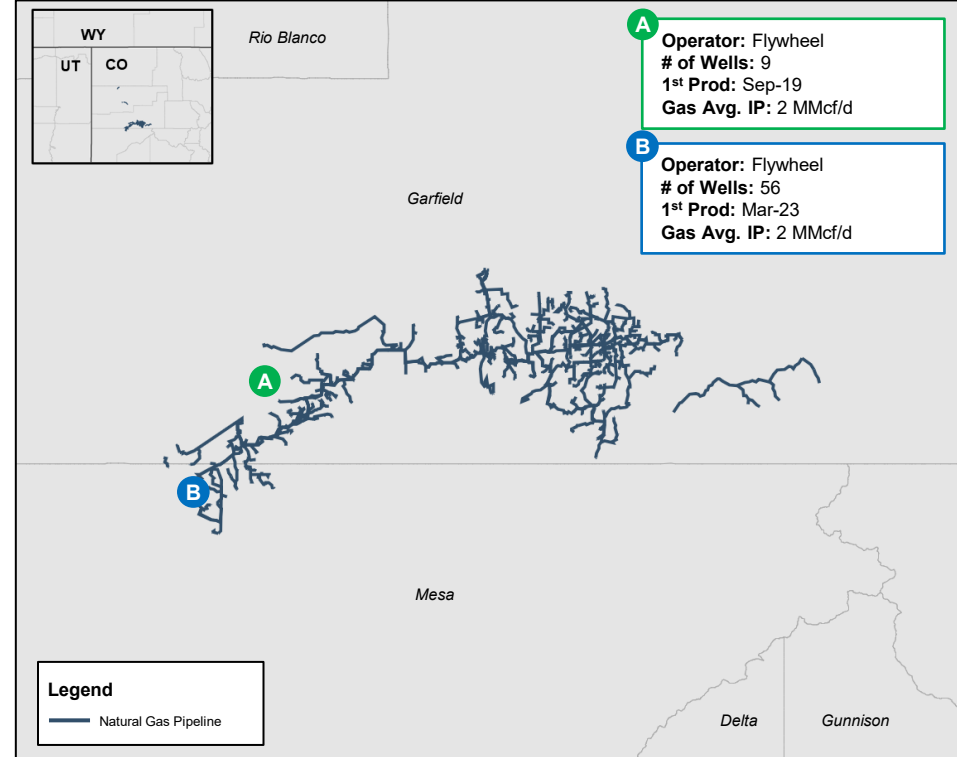 WY
UT
CO
Rio Blanco
A
Operator: Flywheel
# of Wells: 9
1st Prod: Sep-19
Gas Avg. IP: 2 MMcf/d
B
Operator: Flywheel
# of Wells: 56
1st Prod: Mar-23
Gas Avg. IP: 2 MMcf/d
Garfield
A
B
Mesa
Legend
Natural Gas Pipeline
Delta
Gunnison